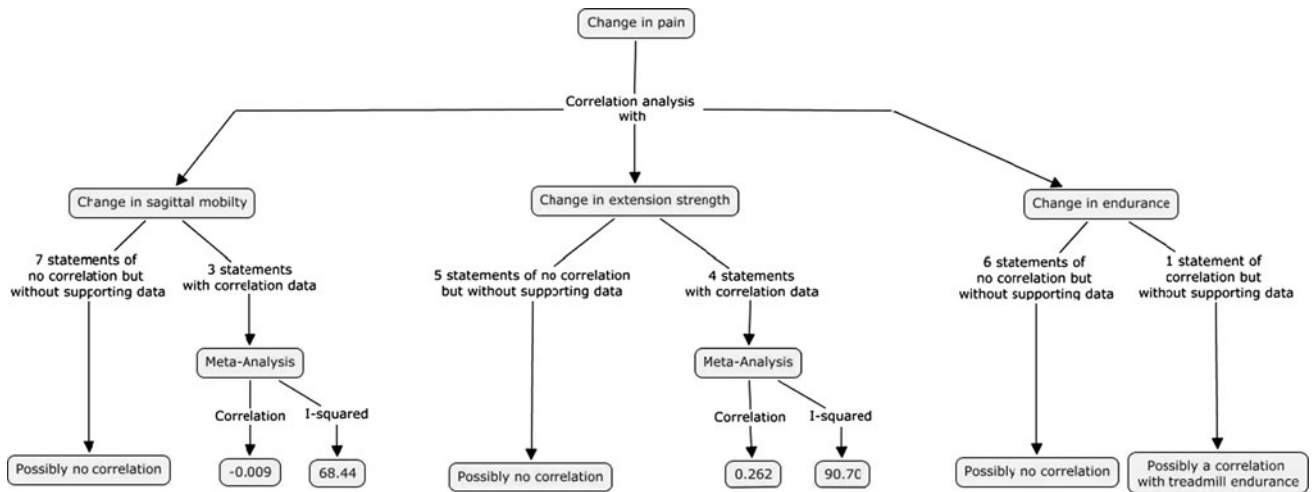 Change in pain
Correlation analysis
with
Change in sagittal mobilty
Change in extension strength
Change in endurance
7 statements of
no correlation but
without supporting data
3 statements
with correlation data
5 statements of no correlation
but without supporting data
4 statements
with correlation data
6 statements of
no correlation but
without supporting data
1 statement of
correlation but
without supporting data
Meta-Analysis
Meta-Analysis
Correlation
I-squared
Correlation
I-squared
Possibly no correlation
-0.009
68.44
Possibly no correlation
0.262
90.70
Possibly no correlation
Possibly a correlation
with treadmill endurance